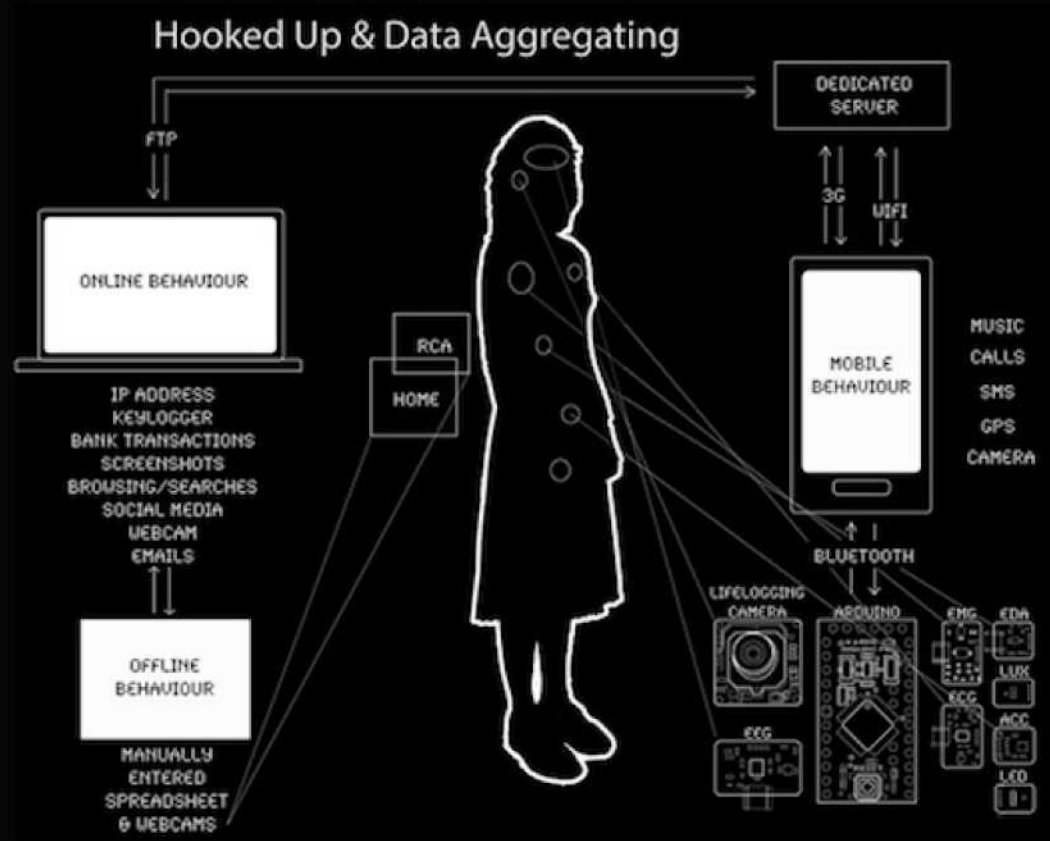 Hooked Up & Data Aggregating
DEDICATED
SERVER
FTP
3G
WIFI
ONLINE BEHAVIOUR
IP ADDRESS
KEYLOGGER
BANK TRANSACTIONS
SCREENSHOTS
BROWSING/SEARCHES
SOCIAL MEDIA
WEBCAM
EMAILS
OFFLINE
BEHAVIOUR
MANUALLY
ENTERED
SPREADSHEET
& WEBCAMS
RCA
HOME
MOBILE
BEHAVIOUR
MUSIC
CALLS
SMS
GPS
CAMERA
BLUETOOTH
LIFELOGGING
CAMERA
ARDUINO
EMG
EDA
LUX
ECG
ACC
LED
EEG